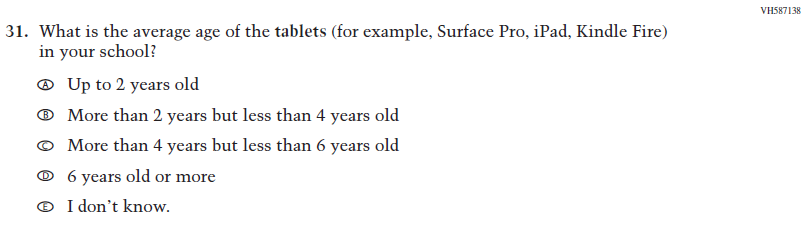 VH587138
31. What is the average age of the tablets (for example, Surface Pro, iPad, Kindle Fire)
in your school?
A Up to 2 years old
B More than 2 years but less than 4 years old
C More than 4 years but less than 6 years old
D 6 years old or more
E I don't know.